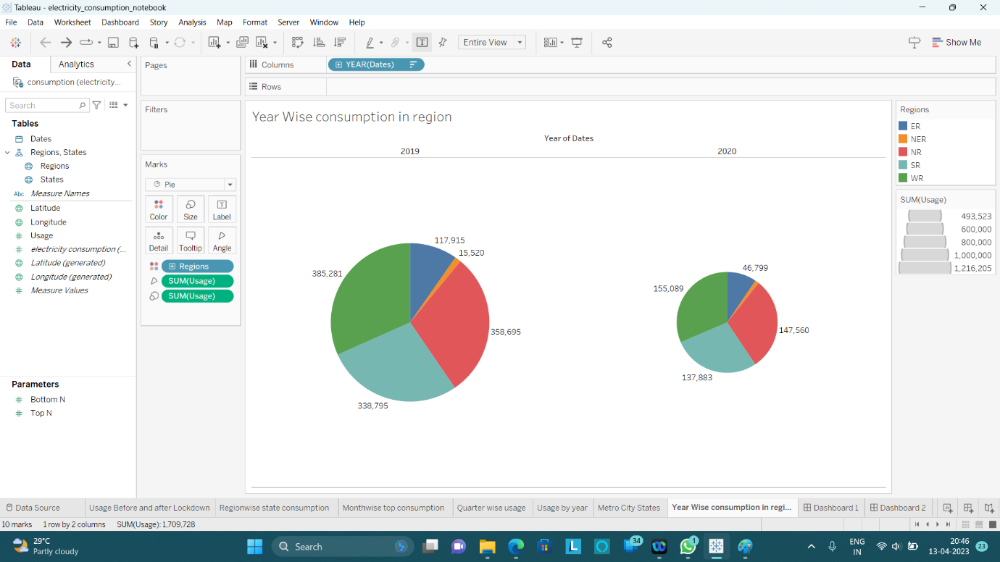 Tableau - electricity_consumption_notebook
File Data Worksheet Dashboard Story Analysis Map Format Server Window Help
Entire View
Show Me
Data Analytics
consumption (electricity...
Search
Tables
Dates
Regions, States
Regions
States
Abc Measure Names
Latitude
Longitude
Usage
electricity consumption (...
Latitude (generated)
Longitude (generated)
Measure Values
Parameters
Bottom N
Top N
Pages
Filters
Marks
Pie
Color Size Label
Detail Tooltip Angle
Regions
SUM(Usage)
SUM(Usage)
Columns YEAR(Dates)
Rows
Year Wise consumption in region
Year of Dates
2019 2020
117,915
15,520
385,281
358,695
338,795
46,799
155,089
147,560
137,883
Regions
ER
NER
NR
SR
WR
SUM(Usage)
493,523
600,000
800,000
1,000,000
1,216,205
Data Source Usage Before and after Lockdown Regionwise state consumption Monthwise top consumption Quarter wise usage Usage by year Metro City States Year Wise consumption in regi... Dashboard 1 Dashboard 2
10 marks 1 row by 2 columns SUM(Usage): 1,709,728
29°C
Partly cloudy
Search
L
34
1
ENG
IN
20:46
13-04-2023
23